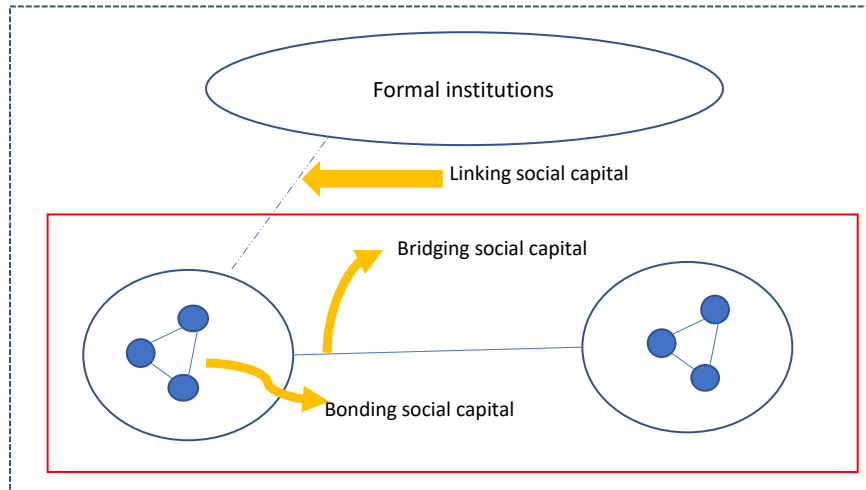 Formal institutions
Linking social capital
Bridging social capital
Bonding social capital